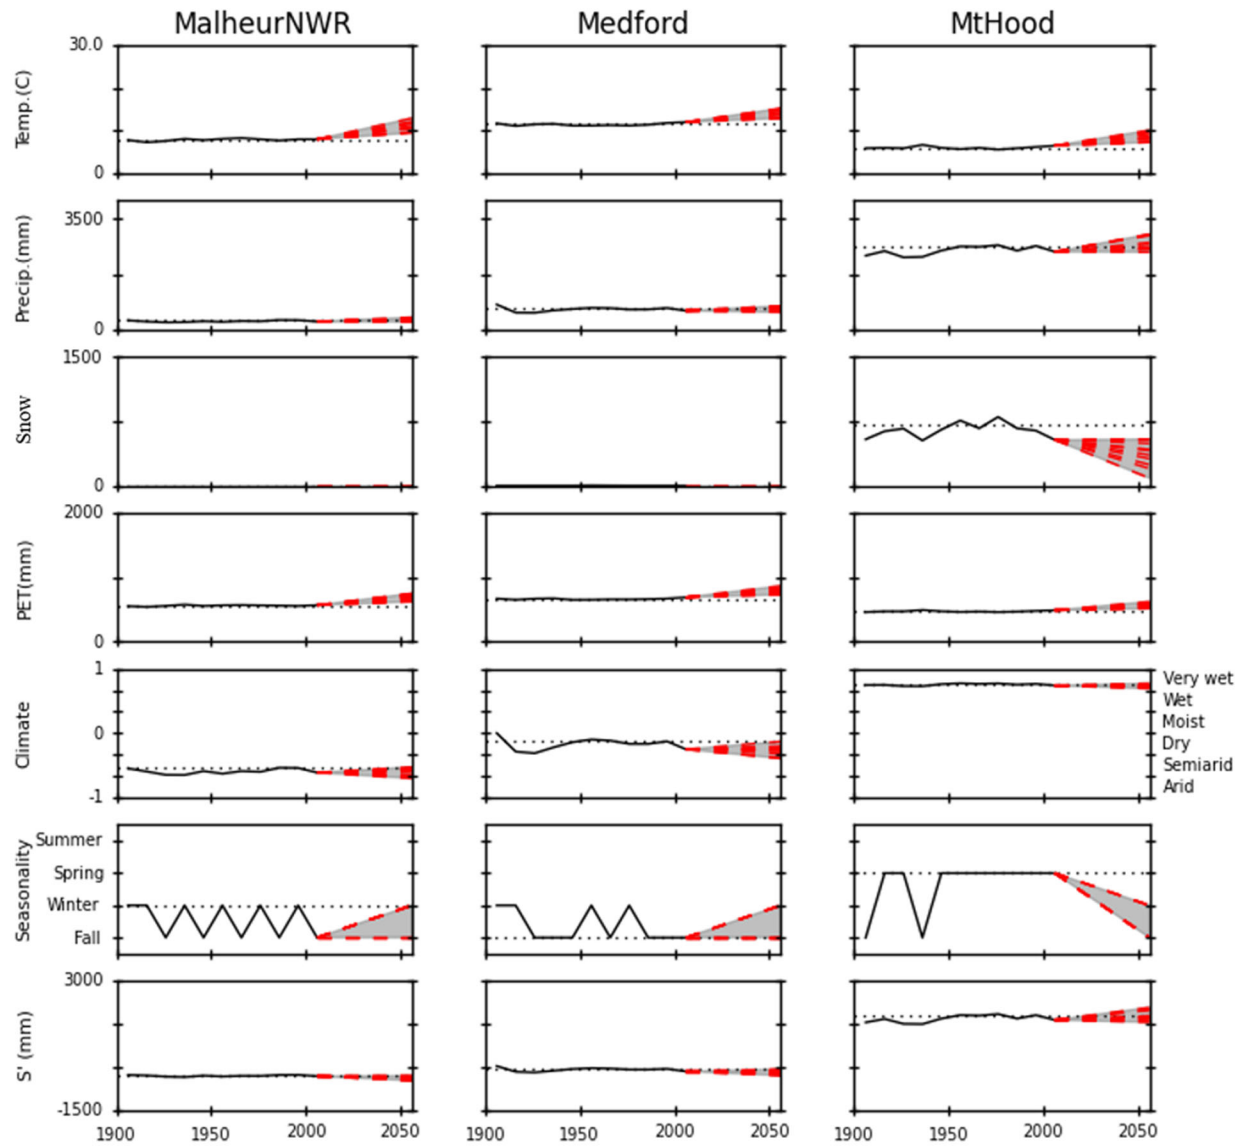 MalheurNWR Medford MtHood
30.0
Temp.(C)
0
3500
Precip.(mm)
0
1500
Snow
0
2000
PET(mm)
0
1
Climate
0
-1
Very wet
Wet
Moist
Dry
Semiarid
Arid
Seasonality
Summer
Spring
Winter
Fall
3000
S' (mm)
-1500
1900 1950 2000 2050 1900 1950 2000 2050 1900 1950 2000 2050